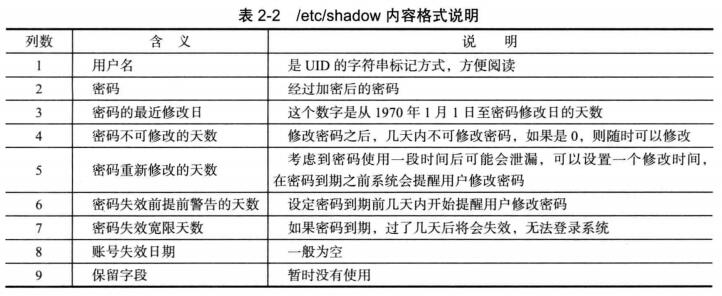 表 2-2 /etc/shadow 内容格式说明
列数 含 义 说 明
1 用户名 是 UID 的字符串标记方式，方便阅读
2 密码 经过加密后的密码
3 密码的最近修改日 这个数字是从 1970 年 1 月 1 日至密码修改日的天数
4 密码不可修改的天数 修改密码之后，几天内不可修改密码，如果是 0，则随时可以修改
5 密码重新修改的天数 考虑到密码使用一段时间后可能会泄漏，可以设置一个修改时间，
在密码到期之前系统会提醒用户修改密码
6 密码失效前提前警告的天数 设定密码到期前几天内开始提醒用户修改密码
7 密码失效宽限天数 如果密码到期，过了几天后将会失效，无法登录系统
8 账号失效日期 一般为空
9 保留字段 暂时没有使用